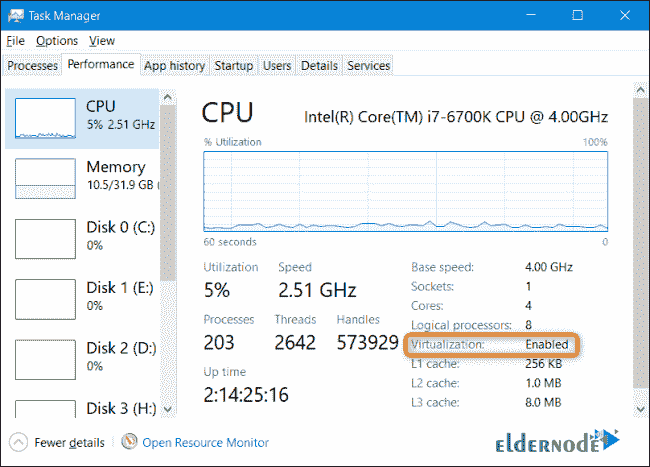 Task Manager
File Options View
Processes Performance App history Startup Users Details Services
CPU
5% 2.51 GHz
Memory
10.5/31.9 GB (
Disk 0 (C:)
0%
Disk 1 (E:)
0%
Disk 2 (D:)
0%
Disk 3 (H:)
CPU Intel(R) Core(TM) i7-6700K CPU @ 4.00GHz
% Utilization 100%
60 seconds 0
Utilization Speed
5% 2.51 GHz
Processes Threads Handles
203 2642 573929
Up time
2:14:25:16
Base speed: 4.00 GHz
Sockets: 1
Cores: 4
Logical processors: 8
Virtualization: Enabled
L1 cache: 256 KB
L2 cache: 1.0 MB
L3 cache: 8.0 MB
Fewer details Open Resource Monitor
eldernode